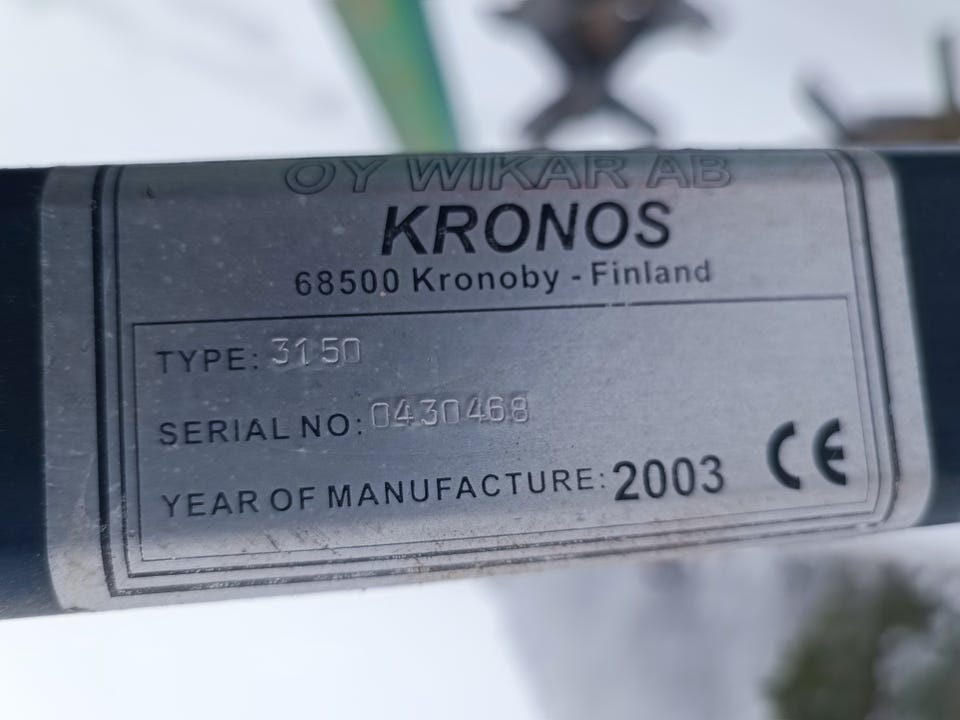 OY WIKAR AB
KRONOS
68500 Kronoby - Finland
TYPE: 3150
SERIAL NO: 0430468
YEAR OF MANUFACTURE: 2003
CE